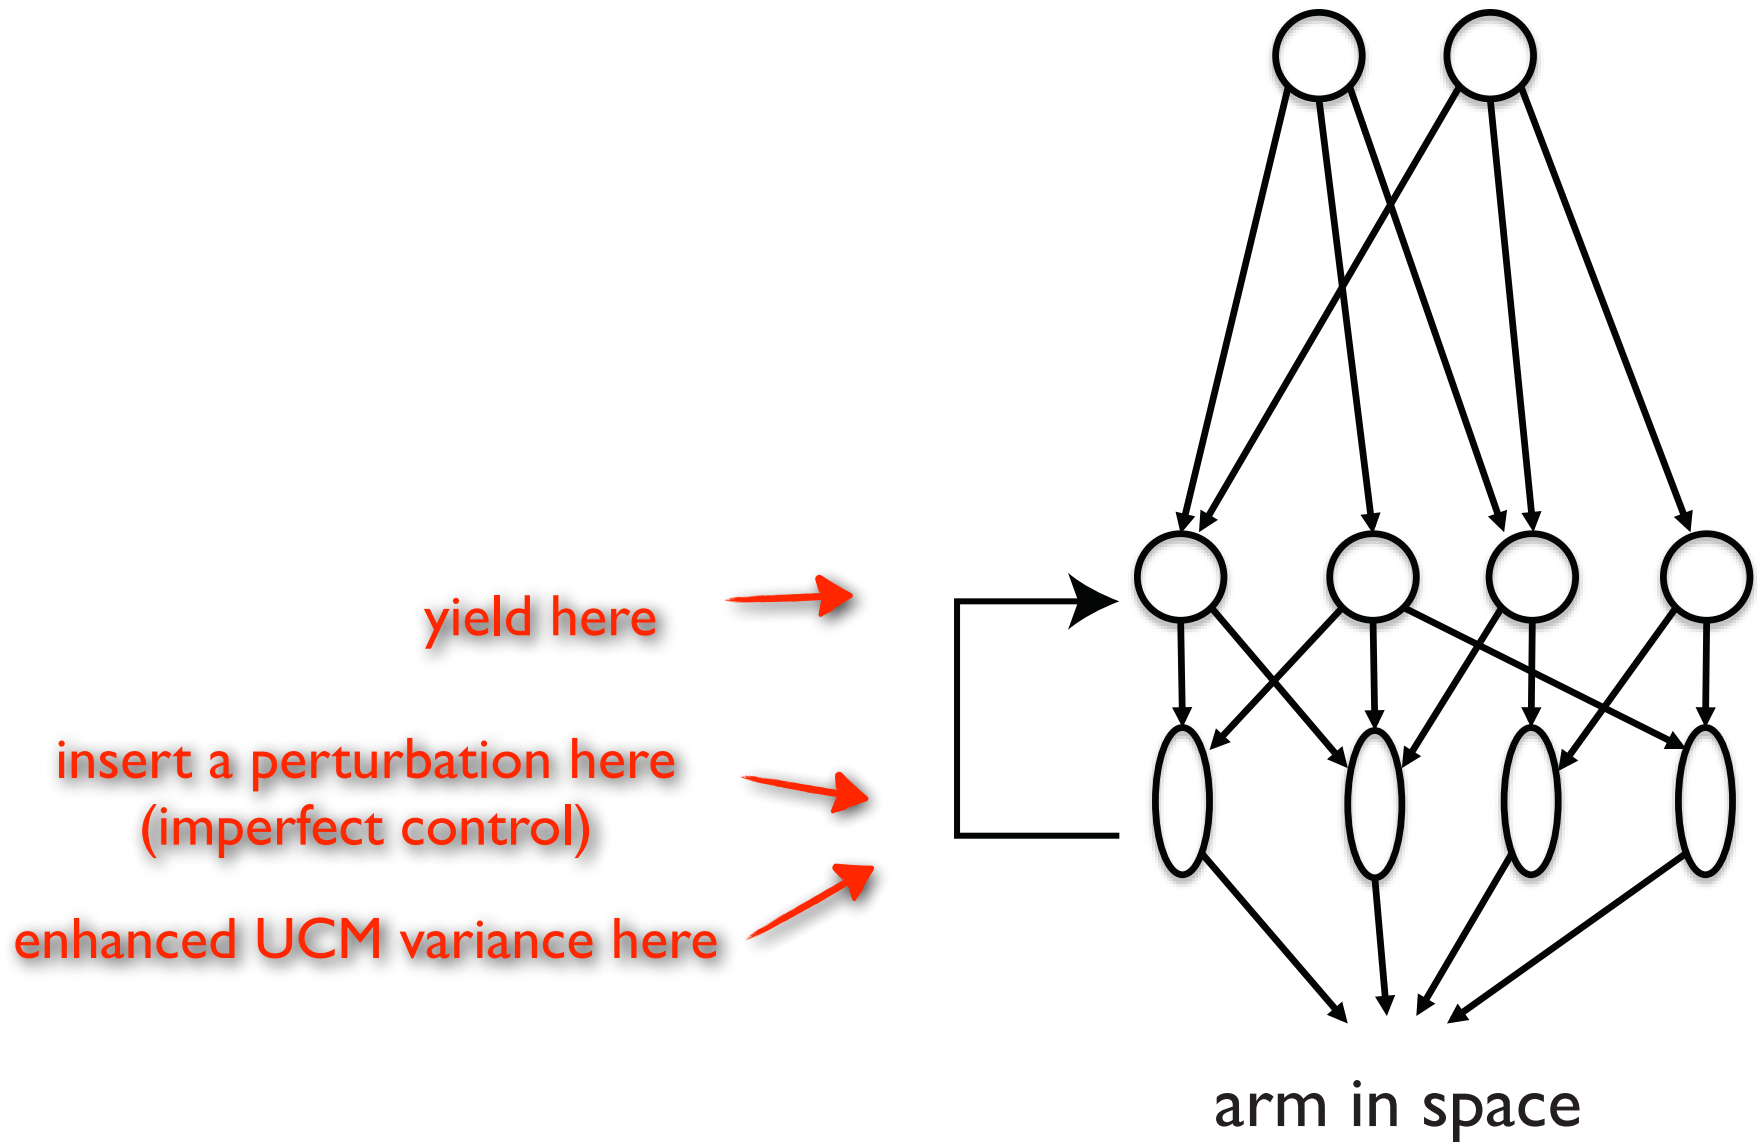 yield here
insert a perturbation here
(imperfect control)
enhanced UCM variance here
arm in space